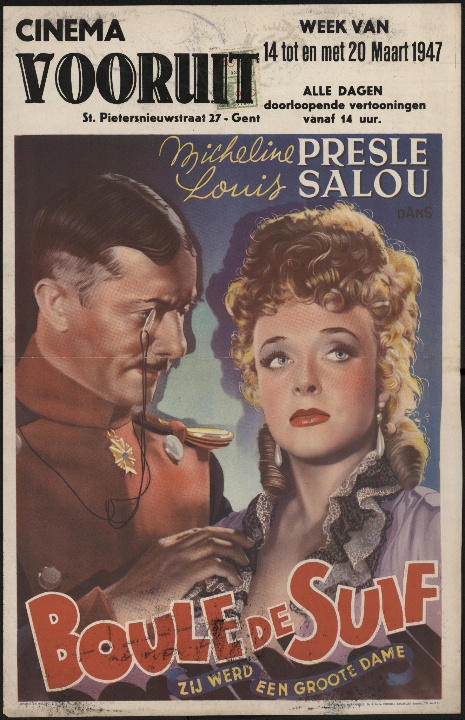 CINEMA
VOORUIT
St. Pietersnieuwstraat 27 - Gent
WEEK VAN
14 tot en met 20 Maart 1947
ALLE DAGEN
doorloopende vertooningen
vanaf 14 uur.
Micheline PRESLE
Louis SALOU
DANS
BOULE DE SUIF
ZIJ WERD EEN GROOTE DAME